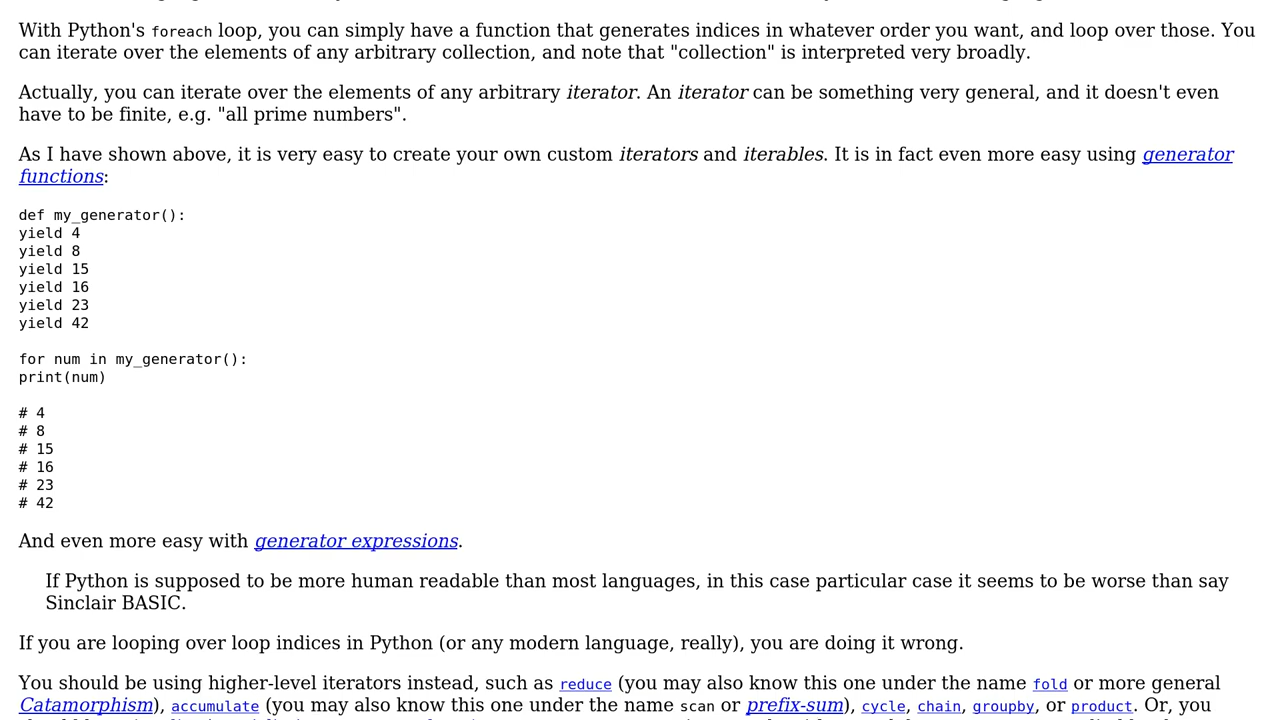 With Python's foreach loop, you can simply have a function that generates indices in whatever order you want, and loop over those. You
can iterate over the elements of any arbitrary collection, and note that "collection" is interpreted very broadly.
Actually, you can iterate over the elements of any arbitrary iterator. An iterator can be something very general, and it doesn't even
have to be finite, e.g. "all prime numbers".
As I have shown above, it is very easy to create your own custom iterators and iterables. It is in fact even more easy using generator
functions:
def my_generator():
yield 4
yield 8
yield 15
yield 16
yield 23
yield 42
for num in my_generator():
print(num)
# 4
# 8
# 15
# 16
# 23
# 42
And even more easy with generator expressions.
If Python is supposed to be more human readable than most languages, in this case particular case it seems to be worse than say
Sinclair BASIC.
If you are looping over loop indices in Python (or any modern language, really), you are doing it wrong.
You should be using higher-level iterators instead, such as reduce (you may also know this one under the name fold or more general
Catamorphism), accumulate (you may also know this one under the name scan or prefix-sum), cycle, chain, groupby, or product. Or, you